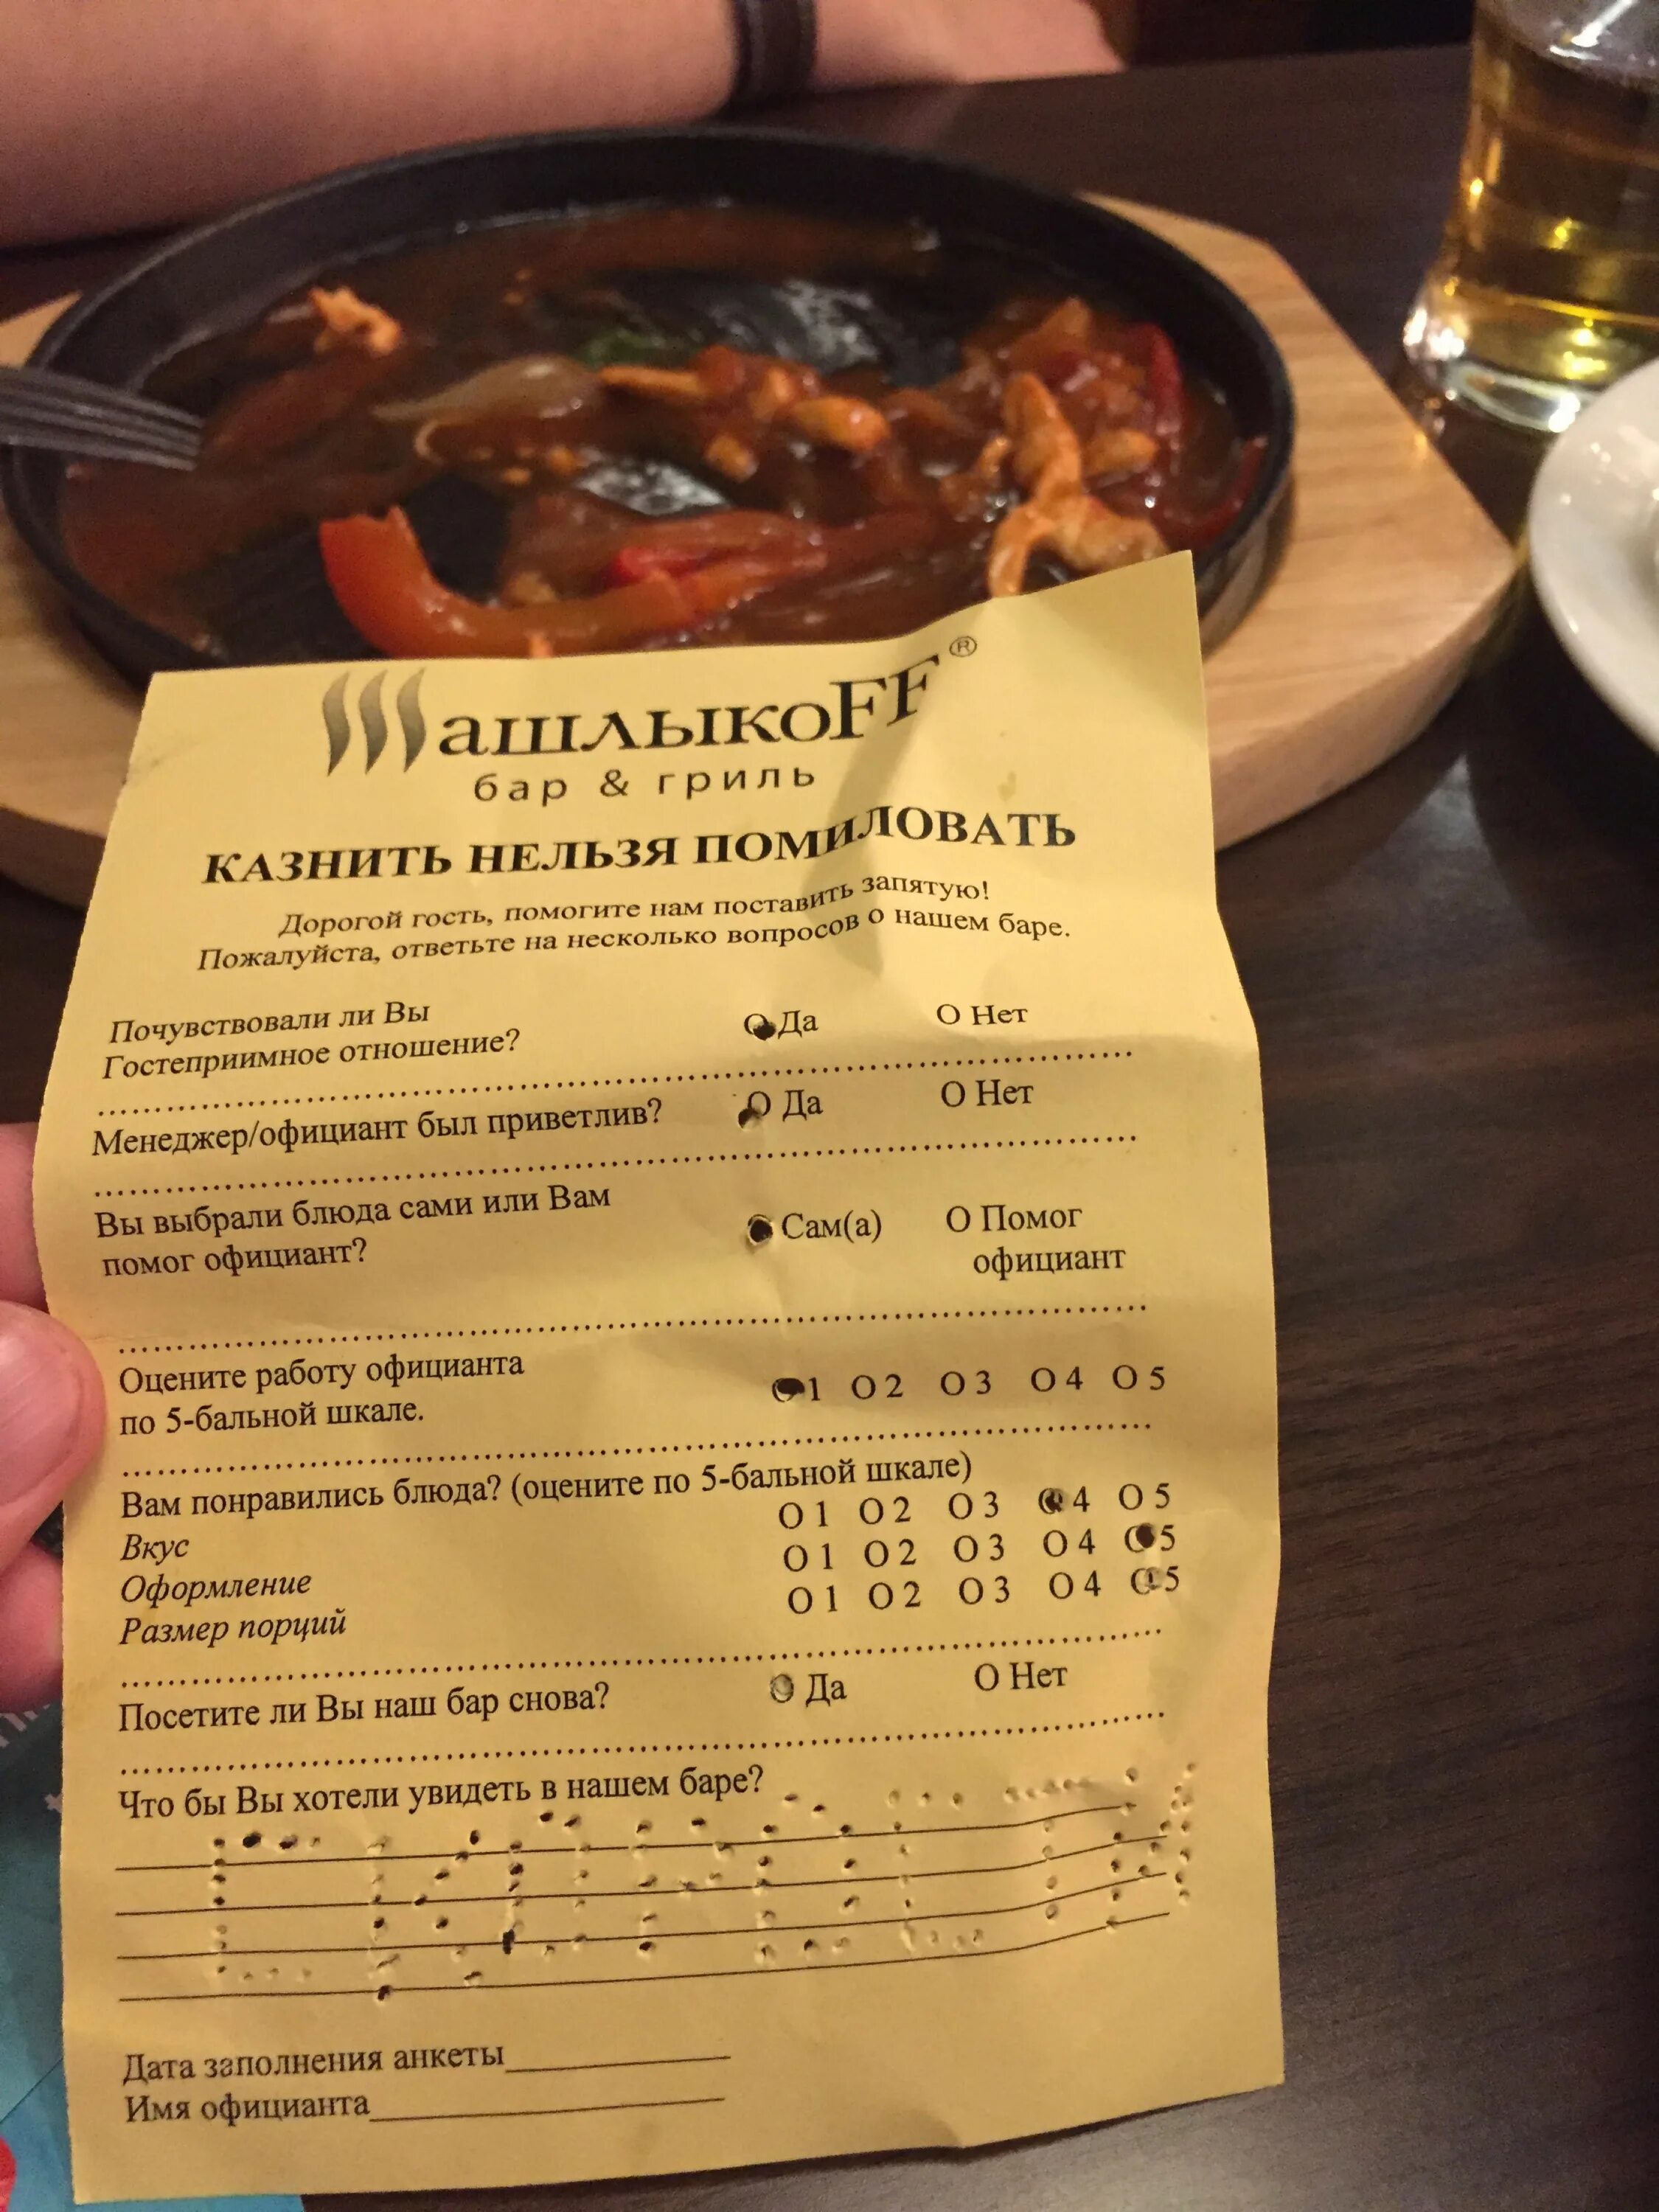 ШашлыкоFF®
бар & гриль
КАЗНИТЬ НЕЛЬЗЯ ПОМИЛОВАТЬ
Дорогой гость, помогите нам поставить запятую!
Пожалуйста, ответьте на несколько вопросов о нашем баре.
Почувствовали ли Вы
Гостеприимное отношение? О Да О Нет
Менеджер/официант был приветлив? О Да О Нет
Вы выбрали блюда сами или Вам
помог официант? О Сам(а) О Помог
официант
Оцените работу официанта
по 5-бальной шкале. О 1 О 2 О 3 О 4 О 5
Вам понравились блюда? (оцените по 5-бальной шкале)
Вкус О 1 О 2 О 3 О 4 О 5
Оформление О 1 О 2 О 3 О 4 О 5
Размер порций О 1 О 2 О 3 О 4 О 5
Посетите ли Вы наш бар снова? О Да О Нет
Что бы Вы хотели увидеть в нашем баре?
Дата заполнения анкеты
Имя официанта